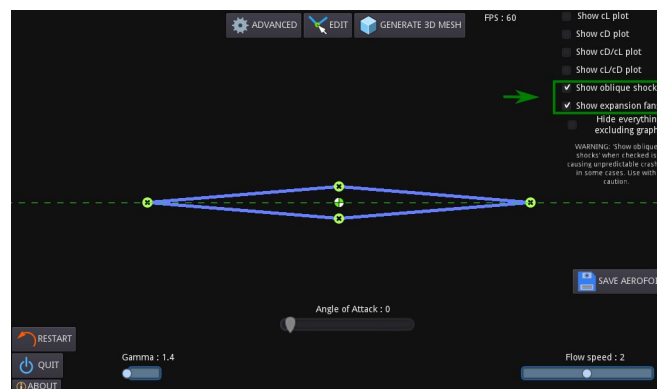 ADVANCED
EDIT
GENERATE 3D MESH
FPS : 60
Show cL plot
Show cD plot
Show cD/cL plot
Show cL/cD plot
Show oblique shock
Show expansion fans
Hide everythin
excluding graph
WARNING: 'Show oblique
shocks' when checked is
causing unpredictable crash
in some cases. Use with
caution.
SAVE AEROFOI
Angle of Attack : 0
RESTART
QUIT
Gamma : 1.4
Flow speed : 2
ABOUT